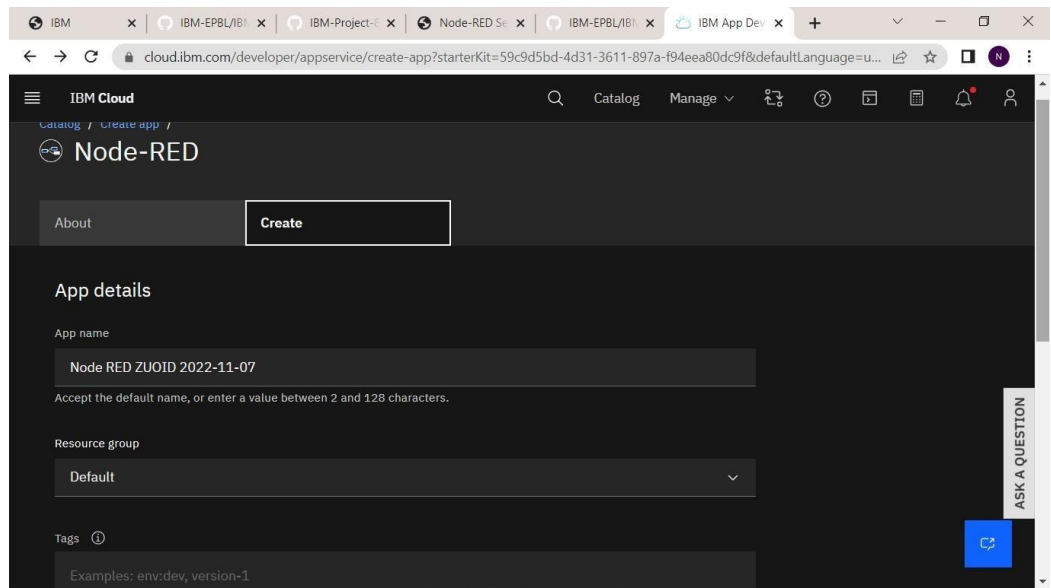 IBM
IBM-EPBL/IBM
IBM-Project-8
Node-RED Se
IBM-EPBL/IBM
IBM App Dev
cloud.ibm.com/developer/appservice/create-app?starterKit=59c9d5bd-4d31-3611-897a-f94eea80dc9f&defaultLanguage=u...
N
IBM Cloud
Catalog
Manage
Catalog / Create app /
Node-RED
About
Create
App details
App name
Node RED ZUOID 2022-11-07
Accept the default name, or enter a value between 2 and 128 characters.
Resource group
Default
Tags
Examples: env:dev, version-1
ASK A QUESTION